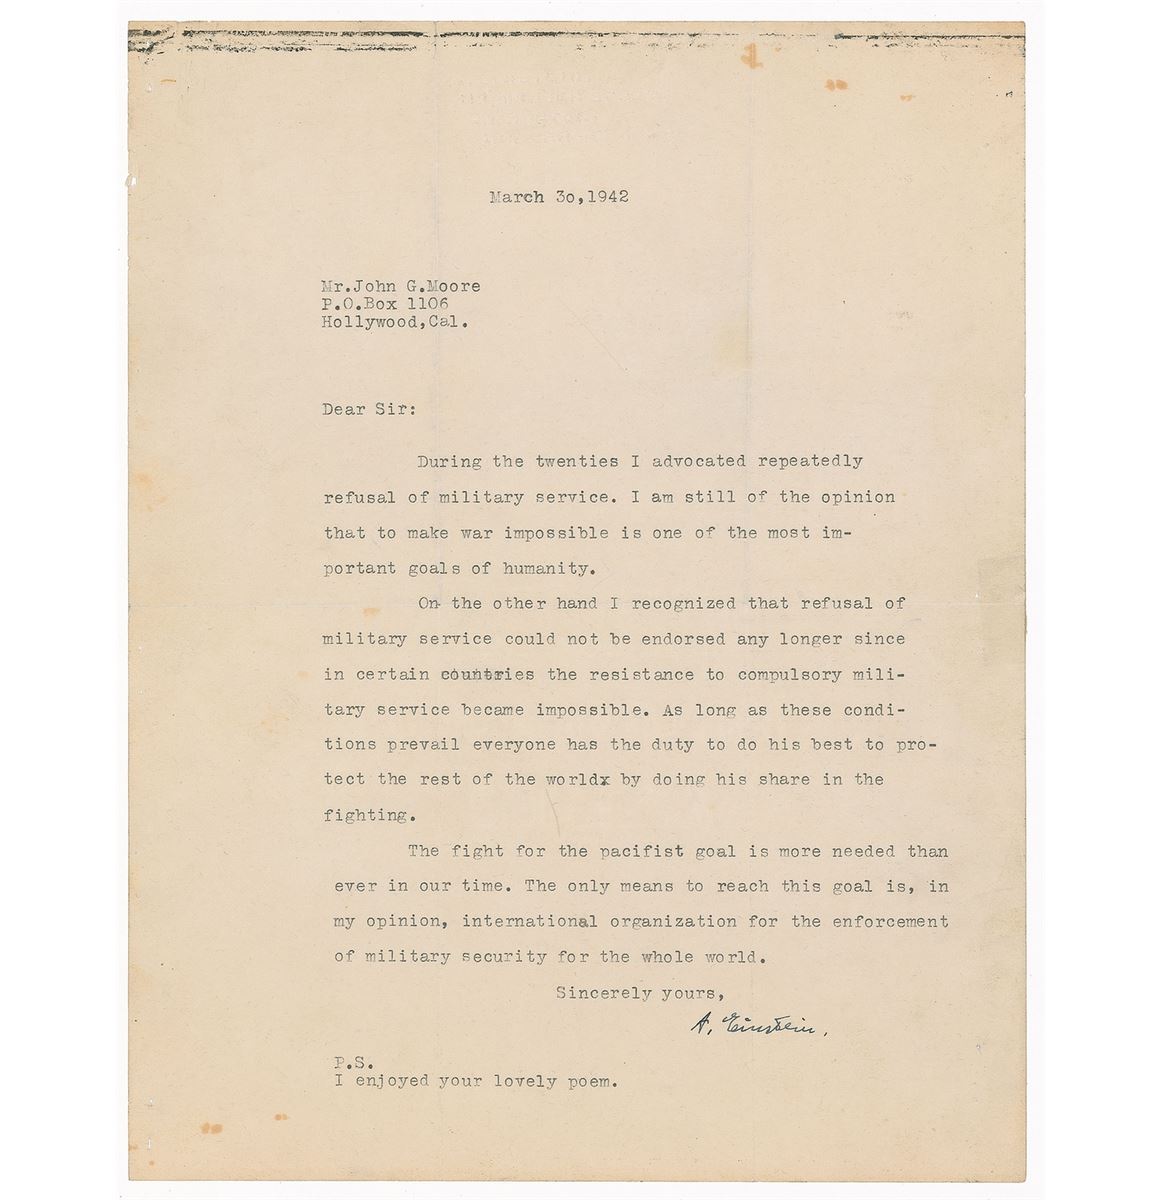 March 3o,1942
Mr.John G.Moore
P.O.Box 1106
Hollywood,Cal.
Dear Sir:
During the twenties I advocated repeatedly
refusal of military service. I am still of the opinion
that to make war impossible is one of the most im-
portant goals of humanity.
On the other hand I recognized that refusal of
military service could not be endorsed any longer since
in certain countries the resistance to compulsory mili-
tary service became impossible. As long as these condi-
tions prevail everyone has the duty to do his best to pro-
tect the rest of the worldx by doing his share in the
fighting.
The fight for the pacifist goal is more needed than
ever in our time. The only means to reach this goal is, in
my opinion, international organization for the enforcement
of military security for the whole world.
Sincerely yours,
A. Einstein.
P.S.
I enjoyed your lovely poem.